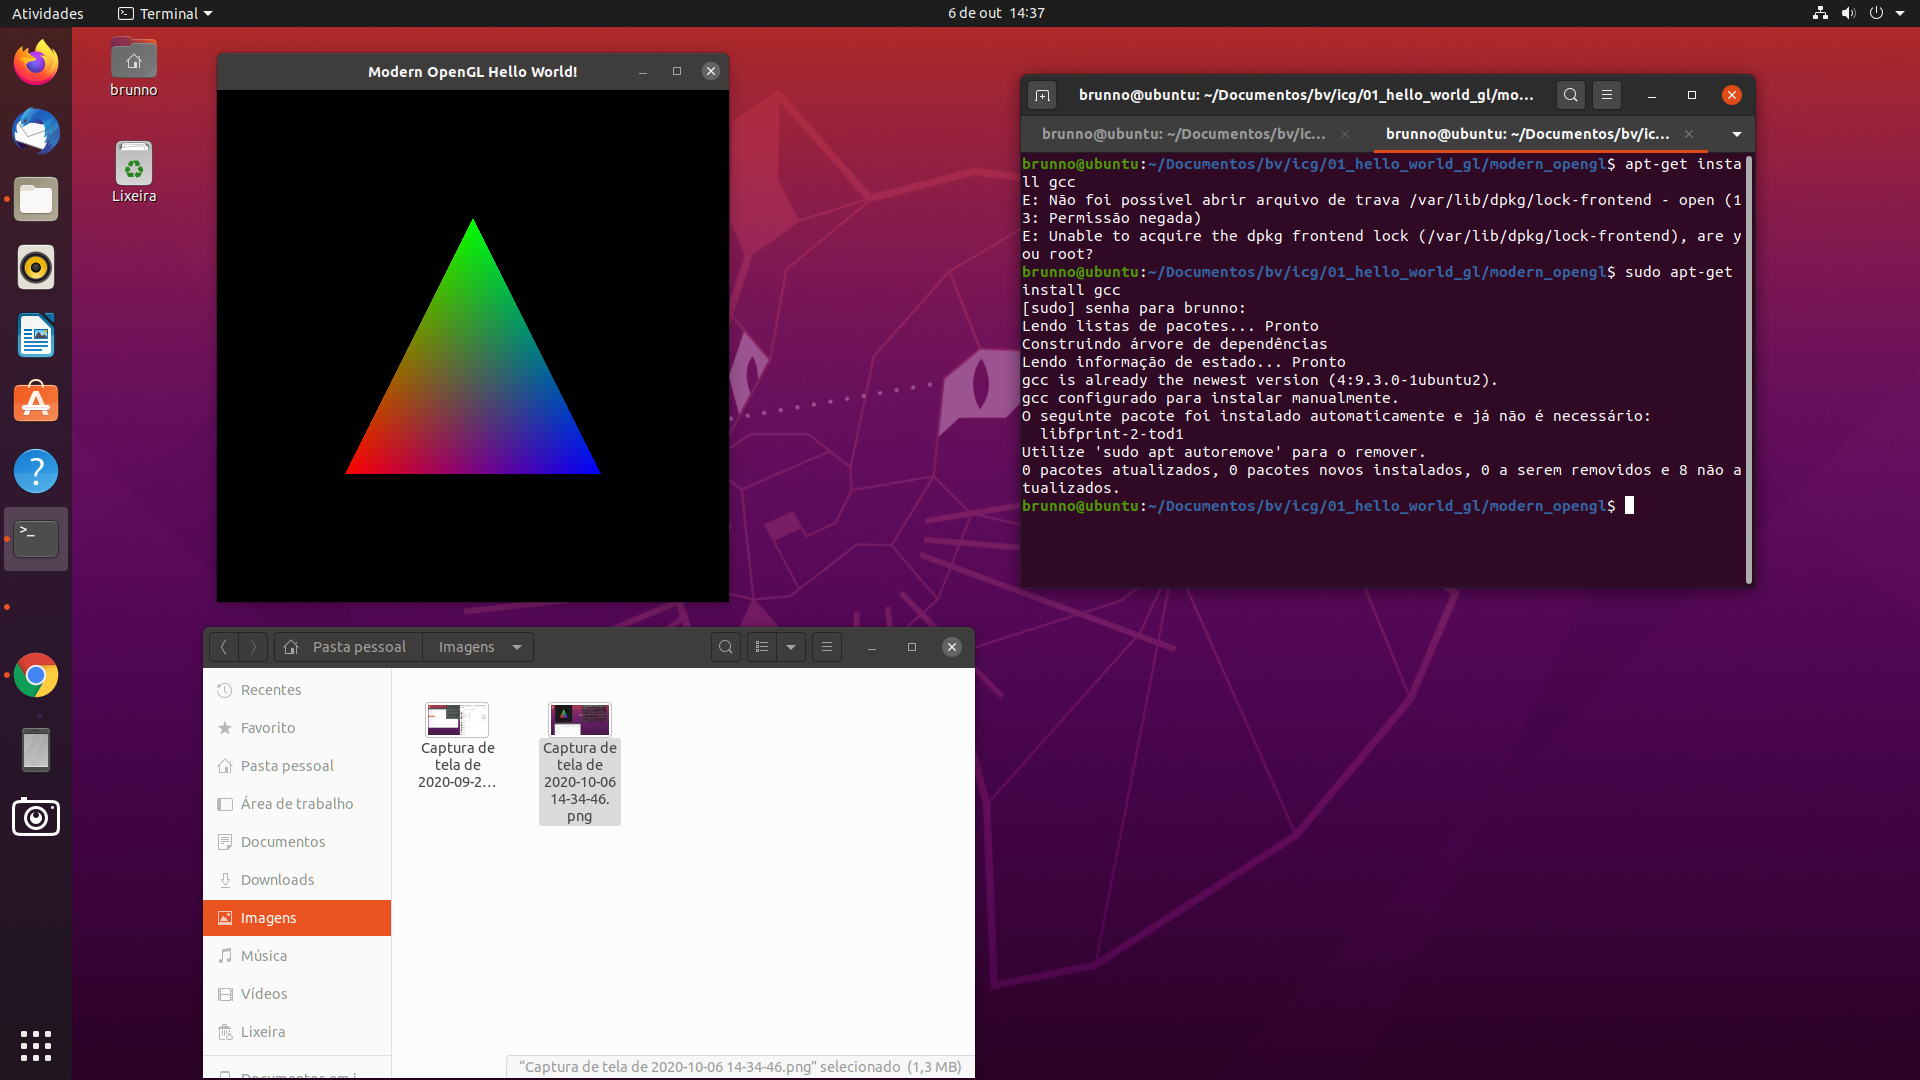 Atividades
Terminal
6 de out 14:37
brunno
Lixeira
Modern OpenGL Hello World!
brunno@ubuntu: ~/Documentos/bv/icg/01_hello_world_gl/mo...
brunno@ubuntu: ~/Documentos/bv/ic...
brunno@ubuntu: ~/Documentos/bv/ic...
brunno@ubuntu:~/Documentos/bv/icg/01_hello_world_gl/modern_opengl$ apt-get insta
ll gcc
E: Não foi possível abrir arquivo de trava /var/lib/dpkg/lock-frontend - open (1
3: Permissão negada)
E: Unable to acquire the dpkg frontend lock (/var/lib/dpkg/lock-frontend), are y
ou root?
brunno@ubuntu:~/Documentos/bv/icg/01_hello_world_gl/modern_opengl$ sudo apt-get
install gcc
[sudo] senha para brunno:
Lendo listas de pacotes... Pronto
Construindo árvore de dependências
Lendo informação de estado... Pronto
gcc is already the newest version (4:9.3.0-1ubuntu2).
gcc configurado para instalar manualmente.
O seguinte pacote foi instalado automaticamente e já não é necessário:
libfprint-2-tod1
Utilize 'sudo apt autoremove' para o remover.
0 pacotes atualizados, 0 pacotes novos instalados, 0 a serem removidos e 8 não a
tualizados.
brunno@ubuntu:~/Documentos/bv/icg/01_hello_world_gl/modern_opengl$
Pasta pessoal
Imagens
Recentes
Favorito
Pasta pessoal
Área de trabalho
Documentos
Downloads
Imagens
Música
Vídeos
Lixeira
Documentos em i
Captura de
tela de
2020-09-2...
Captura de
tela de
2020-10-06
14-34-46.
png
“Captura de tela de 2020-10-06 14-34-46.png” selecionado (1,3 MB)